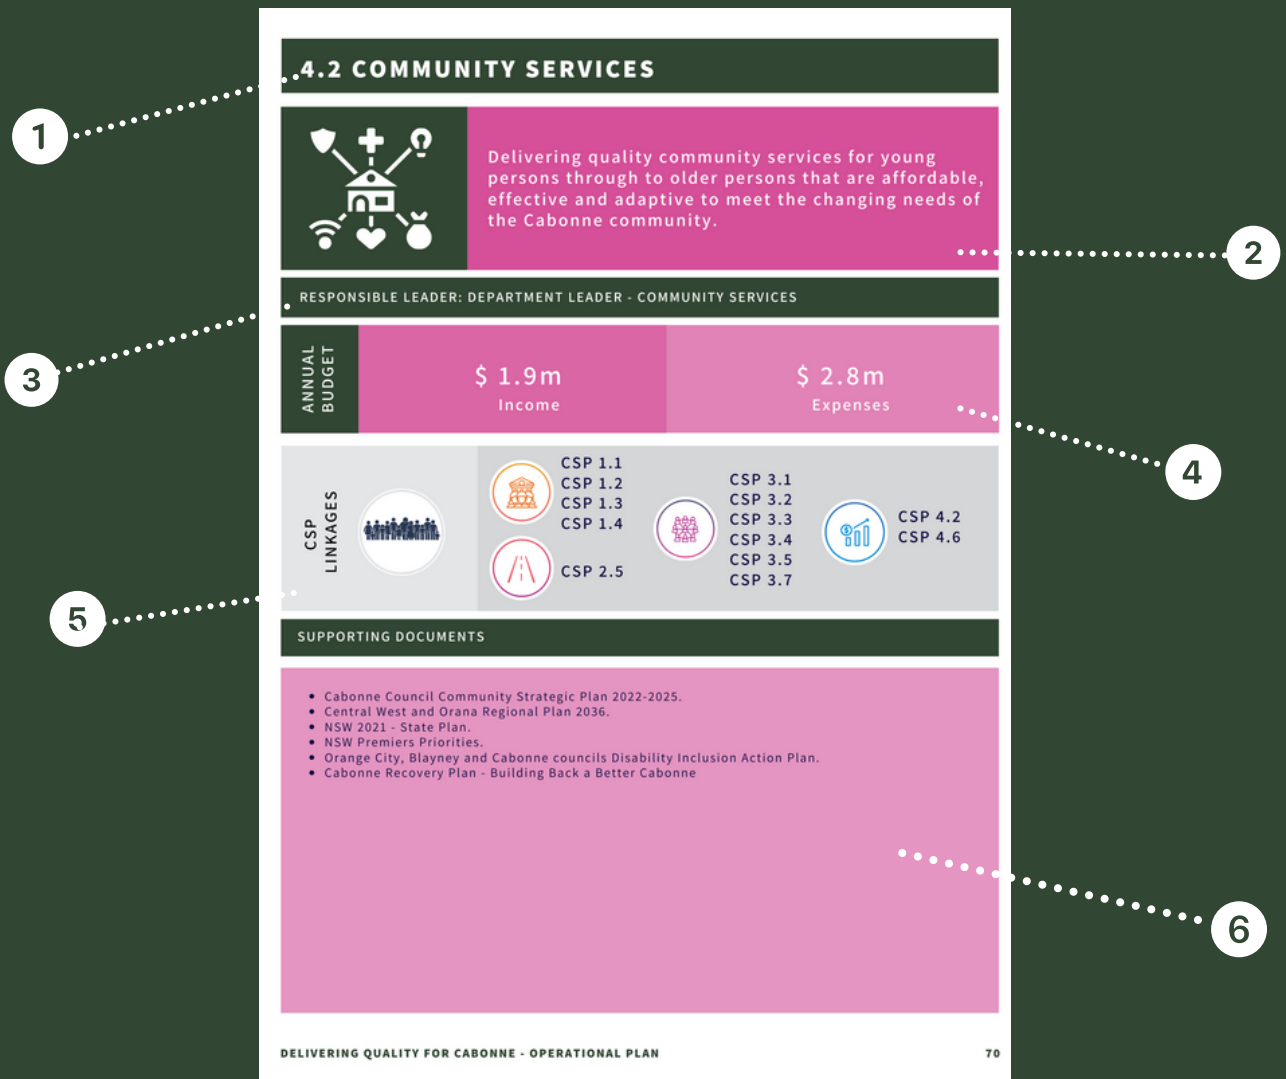 4.2 COMMUNITY SERVICES
1
Delivering quality community services for young
persons through to older persons that are affordable,
effective and adaptive to meet the changing needs of
the Cabonne community.
2
RESPONSIBLE LEADER: DEPARTMENT LEADER - COMMUNITY SERVICES
3
ANNUAL
BUDGET
$ 1.9m
Income
$ 2.8m
Expenses
4
CSP
LINKAGES
CSP 1.1
CSP 1.2
CSP 1.3
CSP 1.4
CSP 2.5
CSP 3.1
CSP 3.2
CSP 3.3
CSP 3.4
CSP 3.5
CSP 3.7
CSP 4.2
CSP 4.6
5
SUPPORTING DOCUMENTS
Cabonne Council Community Strategic Plan 2022-2025.
Central West and Orana Regional Plan 2036.
NSW 2021 - State Plan.
NSW Premiers Priorities.
Orange City, Blayney and Cabonne councils Disability Inclusion Action Plan.
Cabonne Recovery Plan - Building Back a Better Cabonne
6
DELIVERING QUALITY FOR CABONNE - OPERATIONAL PLAN
70